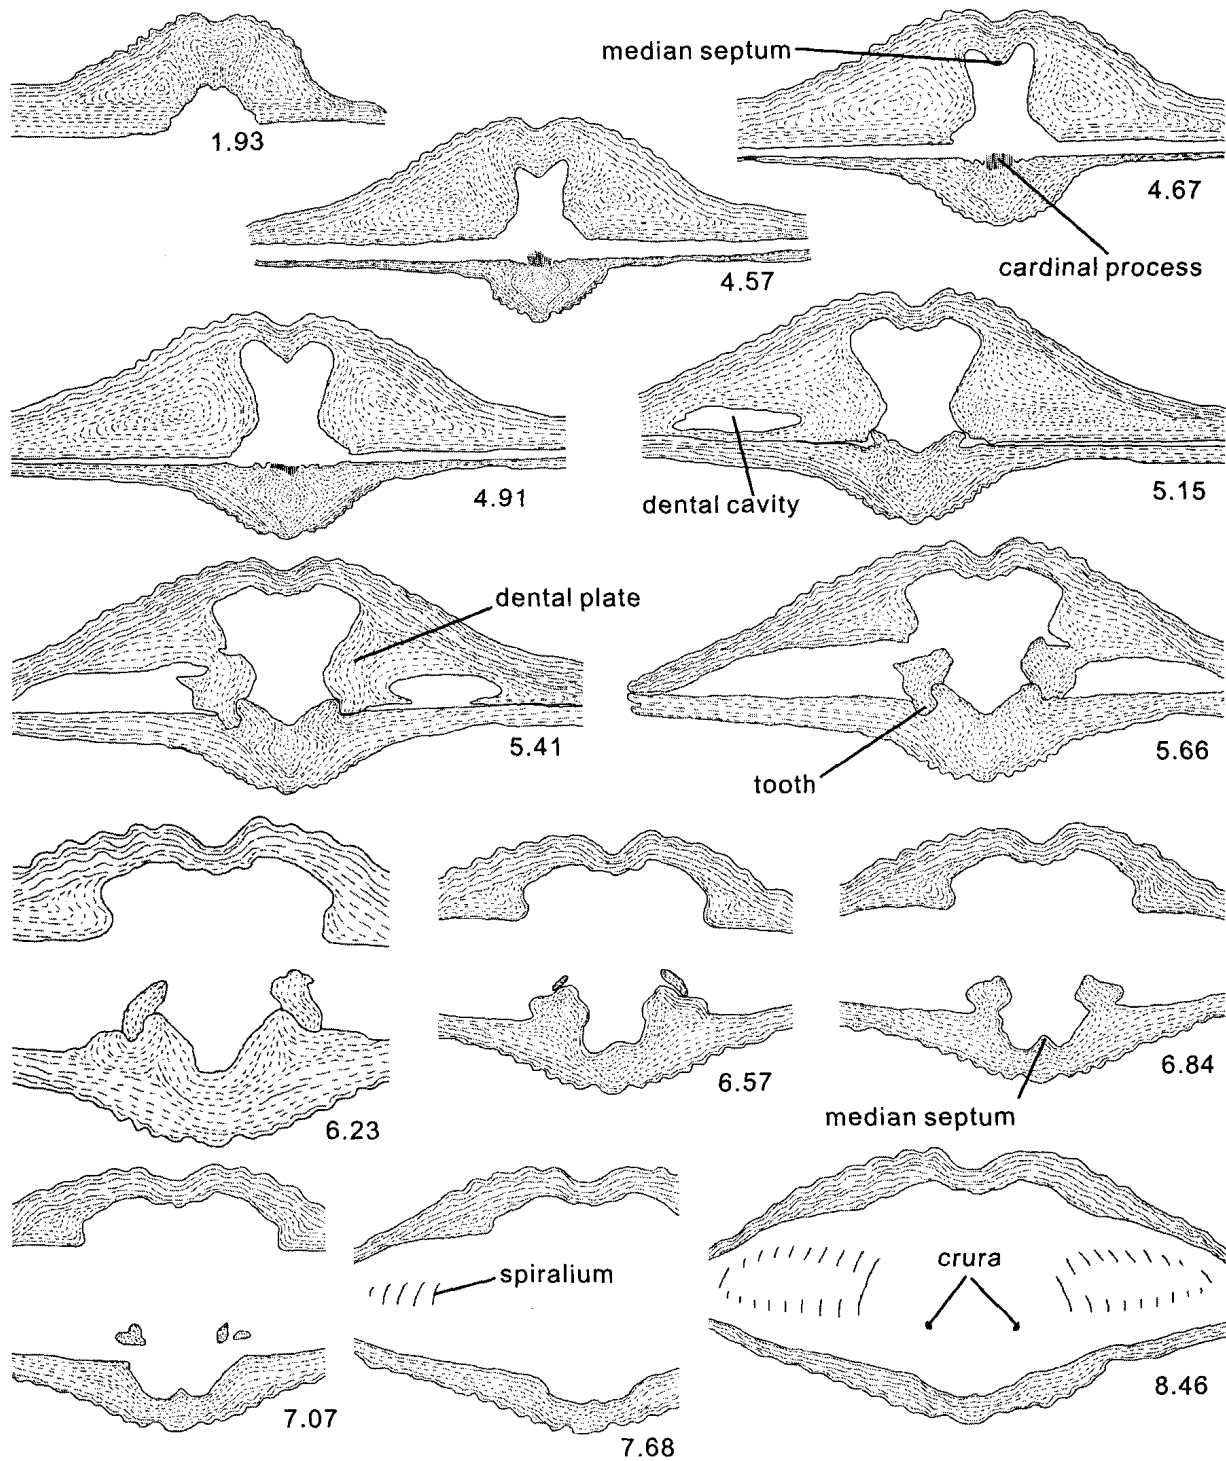 median septum
1.93
4.67
cardinal process
4.57
4.91
dental cavity
5.15
dental plate
5.41
5.66
tooth
6.23
6.57
6.84
median septum
spiralium
crura
7.07
7.68
8.46